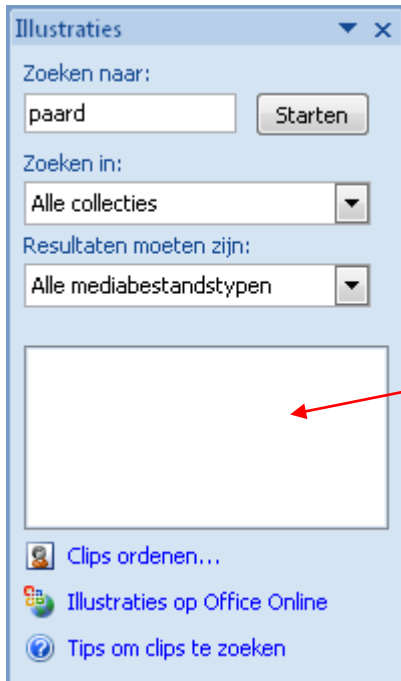 Illustraties
Zoeken naar:
paard Starten
Zoeken in:
Alle collecties
Resultaten moeten zijn:
Alle mediabestandstypen
Clips ordenen...
Illustraties op Office Online
Tips om clips te zoeken